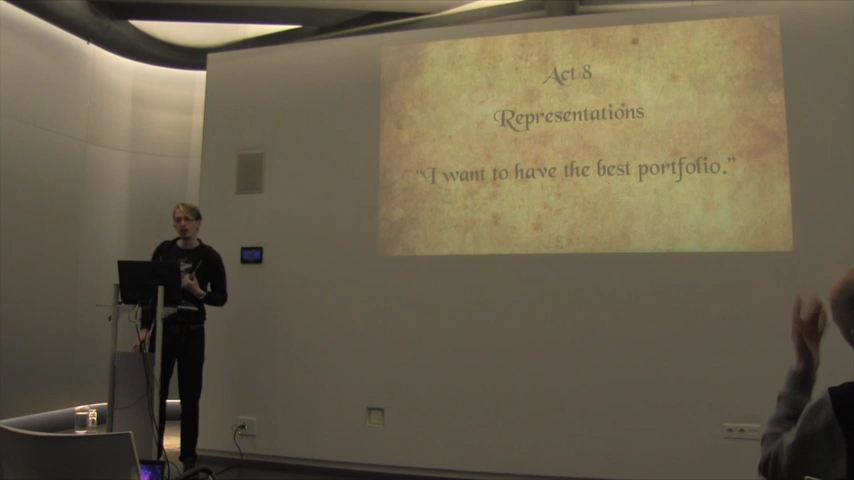 Act 8
Representations
“I want to have the best portfolio.”